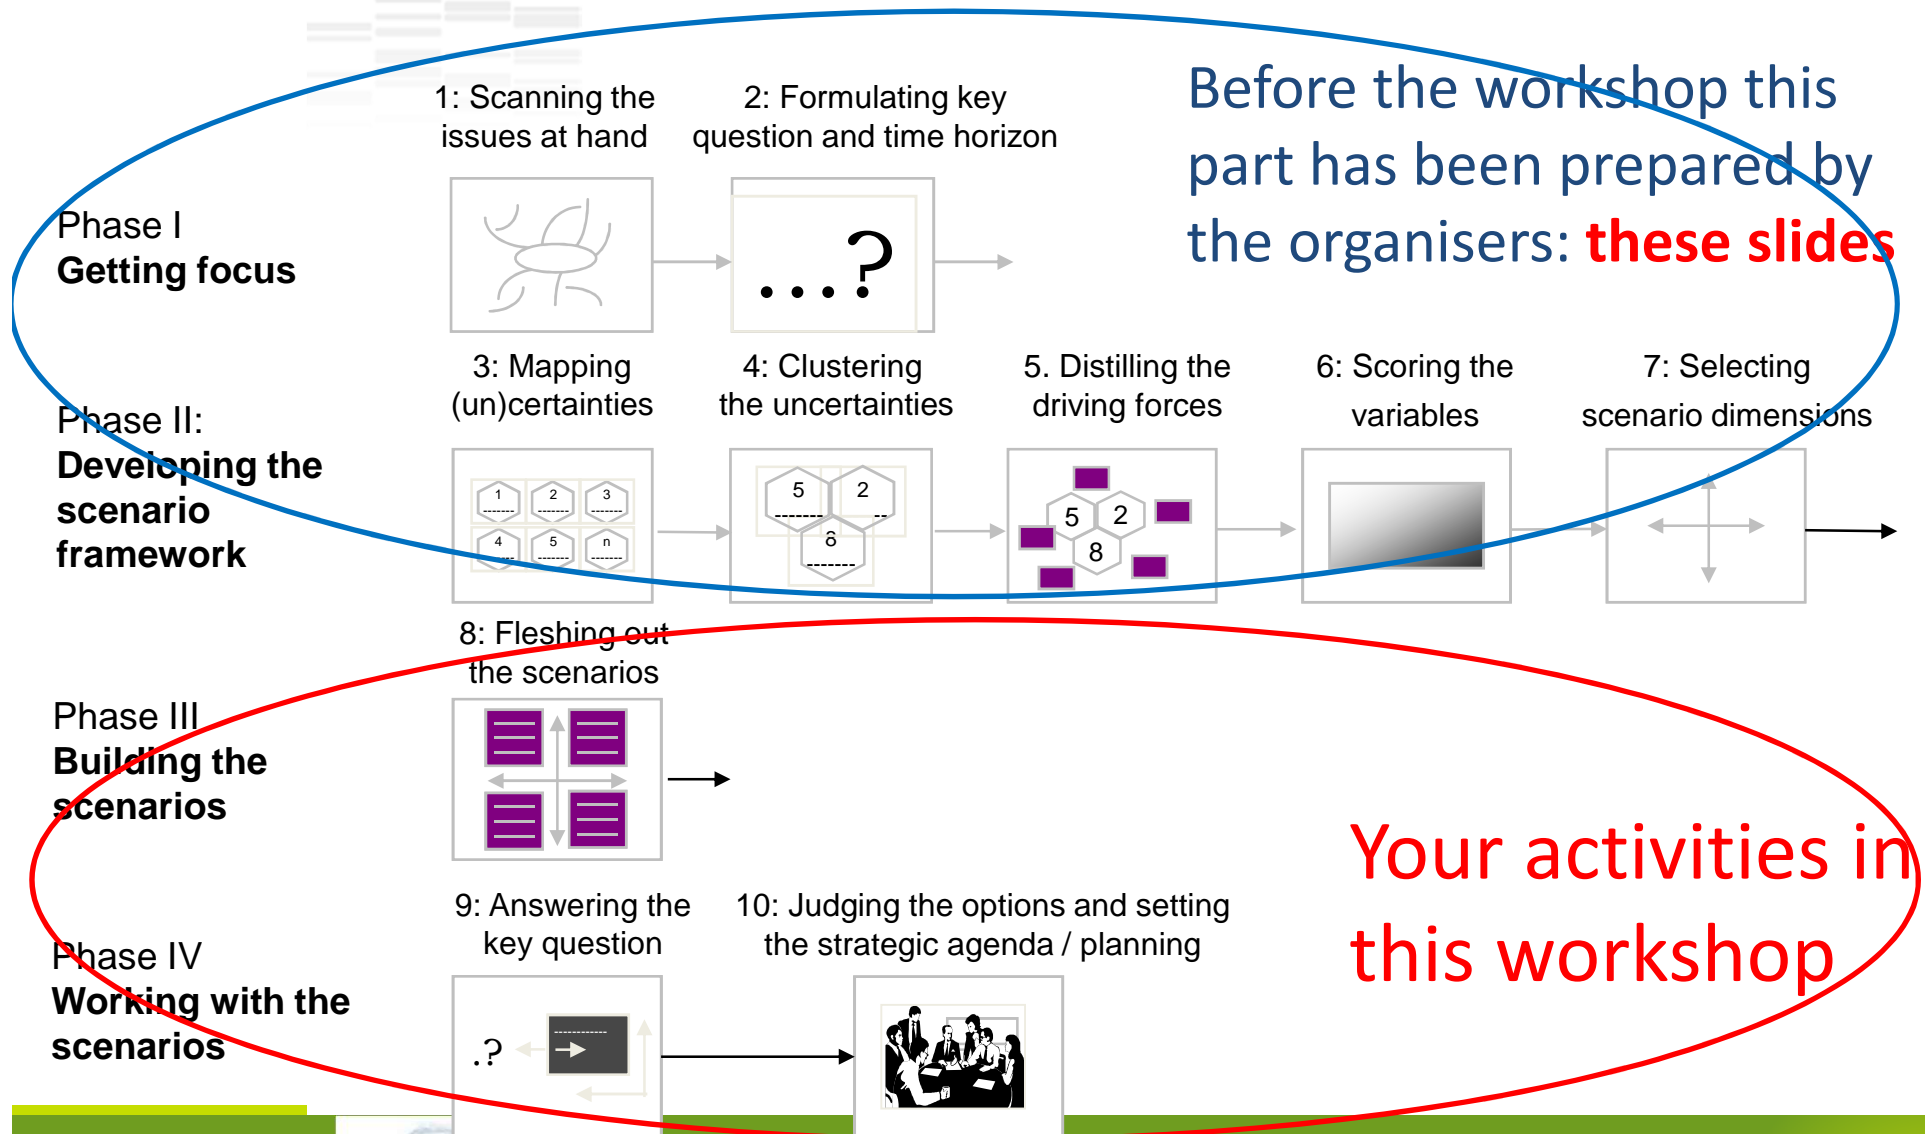 1: Scanning the
issues at hand
2: Formulating key
question and time horizon
Before the workshop this
part has been prepared by
the organisers: these slides
Phase I
Getting focus
...?
3: Mapping
(un)certainties
4: Clustering
the uncertainties
5. Distilling the
driving forces
6: Scoring the
variables
7: Selecting
scenario dimensions
Phase II:
Developing the
scenario
framework
1
2
3
4
5
n
5
2
8
5
2
8
8: Fleshing out
the scenarios
Phase III
Building the
scenarios
Your activities in
this workshop
9: Answering the
key question
10: Judging the options and setting
the strategic agenda / planning
Phase IV
Working with the
scenarios
.?